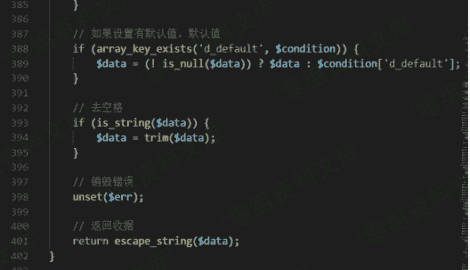 385 }
386
387 // 如果设置有默认值，默认值
388 if (array_key_exists('d_default', $condition)) {
389 $data = (! is_null($data)) ? $data : $condition['d_default'];
390 }
391
392 // 去空格
393 if (is_string($data)) {
394 $data = trim($data);
395 }
396
397 // 销毁错误
398 unset($err);
399
400 // 返回收据
401 return escape_string($data);
402 }